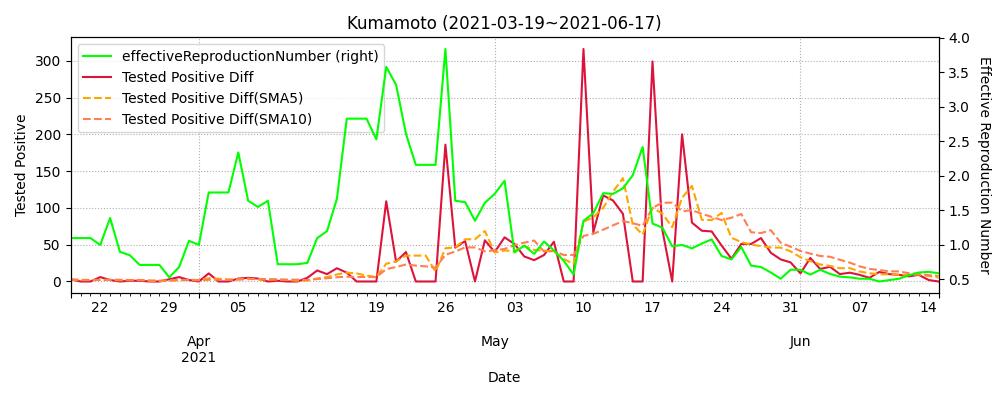 Kumamoto (2021-03-19~2021-06-17)
effectiveReproductionNumber (right)
Tested Positive Diff
Tested Positive Diff(SMA5)
Tested Positive Diff(SMA10)
Tested Positive
300
250
200
150
100
50
0
4.0
3.5
3.0
2.5
2.0
1.5
1.0
0.5
Effective Reproduction Number
22 29 05 12 19 26 03 10 17 24 31 07 14
Apr May Jun
2021
Date